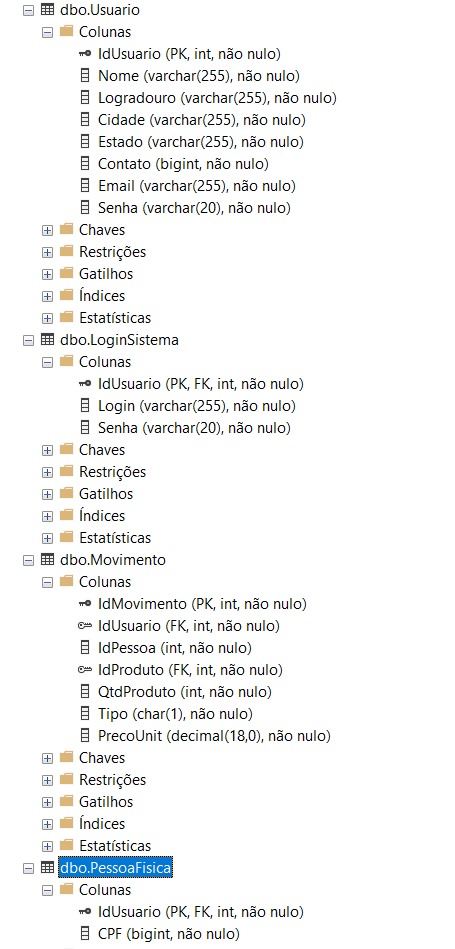 dbo.Usuario
Colunas
IdUsuario (PK, int, não nulo)
Nome (varchar(255), não nulo)
Logradouro (varchar(255), não nulo)
Cidade (varchar(255), não nulo)
Estado (varchar(255), não nulo)
Contato (bigint, não nulo)
Email (varchar(255), não nulo)
Senha (varchar(20), não nulo)
Chaves
Restrições
Gatilhos
Índices
Estatísticas
dbo.LoginSistema
Colunas
IdUsuario (PK, FK, int, não nulo)
Login (varchar(255), não nulo)
Senha (varchar(20), não nulo)
Chaves
Restrições
Gatilhos
Índices
Estatísticas
dbo.Movimento
Colunas
IdMovimento (PK, int, não nulo)
IdUsuario (FK, int, não nulo)
IdPessoa (int, não nulo)
IdProduto (FK, int, não nulo)
QtdProduto (int, não nulo)
Tipo (char(1), não nulo)
PrecoUnit (decimal(18,0), não nulo)
Chaves
Restrições
Gatilhos
Índices
Estatísticas
dbo.PessoaFisica
Colunas
IdUsuario (PK, FK, int, não nulo)
CPF (bigint, não nulo)